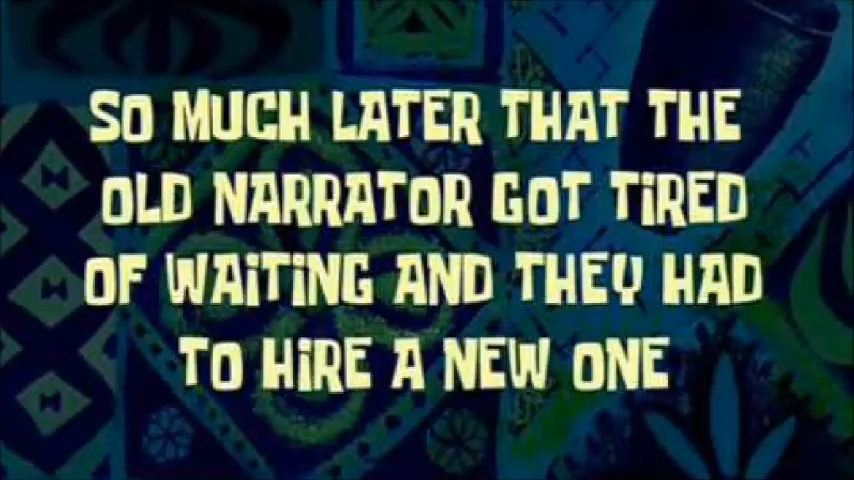 SO MUCH LATER THAT THE
OLD NARRATOR GOT TIRED
OF WAITING AND THEY HAD
TO HIRE A NEW ONE